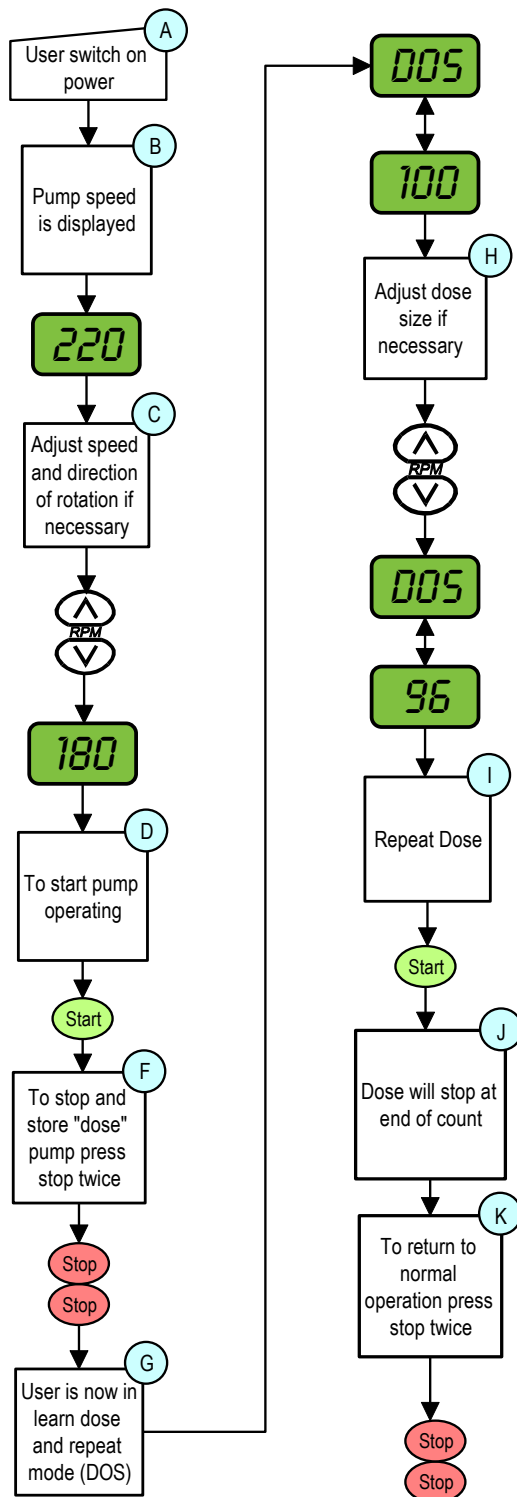 A
User switch on
power
B
Pump speed
is displayed
220
C
Adjust speed
and direction
of rotation if
necessary
RPM
180
D
To start pump
operating
Start
F
To stop and
store "dose"
pump press
stop twice
Stop
Stop
G
User is now in
learn dose
and repeat
mode (DOS)
DOS
100
H
Adjust dose
size if
necessary
RPM
DOS
96
I
Repeat Dose
Start
J
Dose will stop at
end of count
K
To return to
normal
operation press
stop twice
Stop
Stop